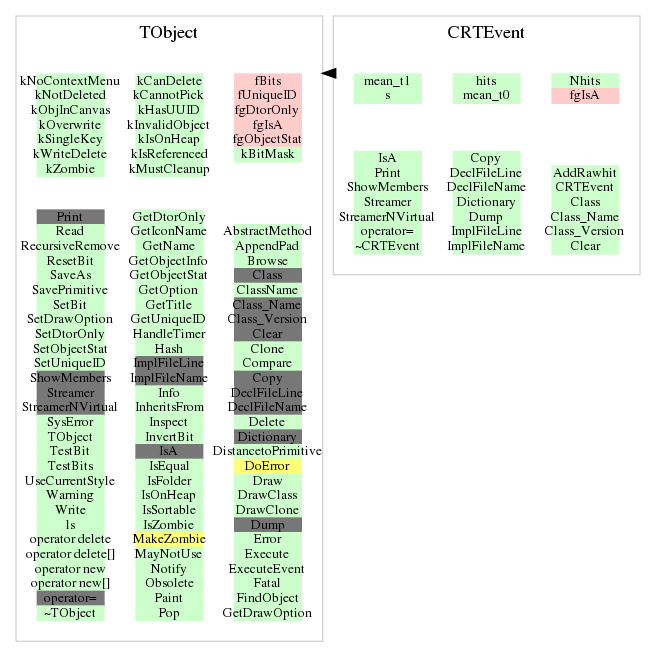 TObject
kNoContextMenu kCanDelete fBits
kNotDeleted kCannotPick fUniqueID
kObjInCanvas kHasUUID fgDtorOnly
kOverwrite kInvalidObject fgIsA
kSingleKey kIsOnHeap fgObjectStat
kWriteDelete kIsReferenced kBitMask
kZombie kMustCleanup
Print GetDtorOnly
Read GetIconName AbstractMethod
RecursiveRemove GetName AppendPad
ResetBit GetObjectInfo Browse
SaveAs GetObjectStat Class
SavePrimitive GetOption ClassName
SetBit GetTitle Class_Name
SetDrawOption GetUniqueID Class_Version
SetDtorOnly HandleTimer Clear
SetObjectStat Hash Clone
SetUniqueID ImplFileLine Compare
ShowMembers ImplFileName Copy
Streamer Info DeclFileLine
StreamerNVirtual InheritsFrom DeclFileName
SysError Inspect Delete
TObject InvertBit Dictionary
TestBit IsA DistancetoPrimitive
TestBits IsEqual DoError
UseCurrentStyle IsFolder Draw
Warning IsOnHeap DrawClass
Write IsSortable DrawClone
ls IsZombie Dump
operator delete MakeZombie Error
operator delete[] MayNotUse Execute
operator new Notify ExecuteEvent
operator new[] Obsolete Fatal
operator= Paint FindObject
~TObject Pop GetDrawOption
CRTEvent
mean_t1 hits Nhits
s mean_t0 fgIsA
IsA Copy
Print DeclFileLine AddRawhit
ShowMembers DeclFileName CRTEvent
Streamer Dictionary Class
StreamerNVirtual Dump Class_Name
operator= ImplFileLine Class_Version
~CRTEvent ImplFileName Clear